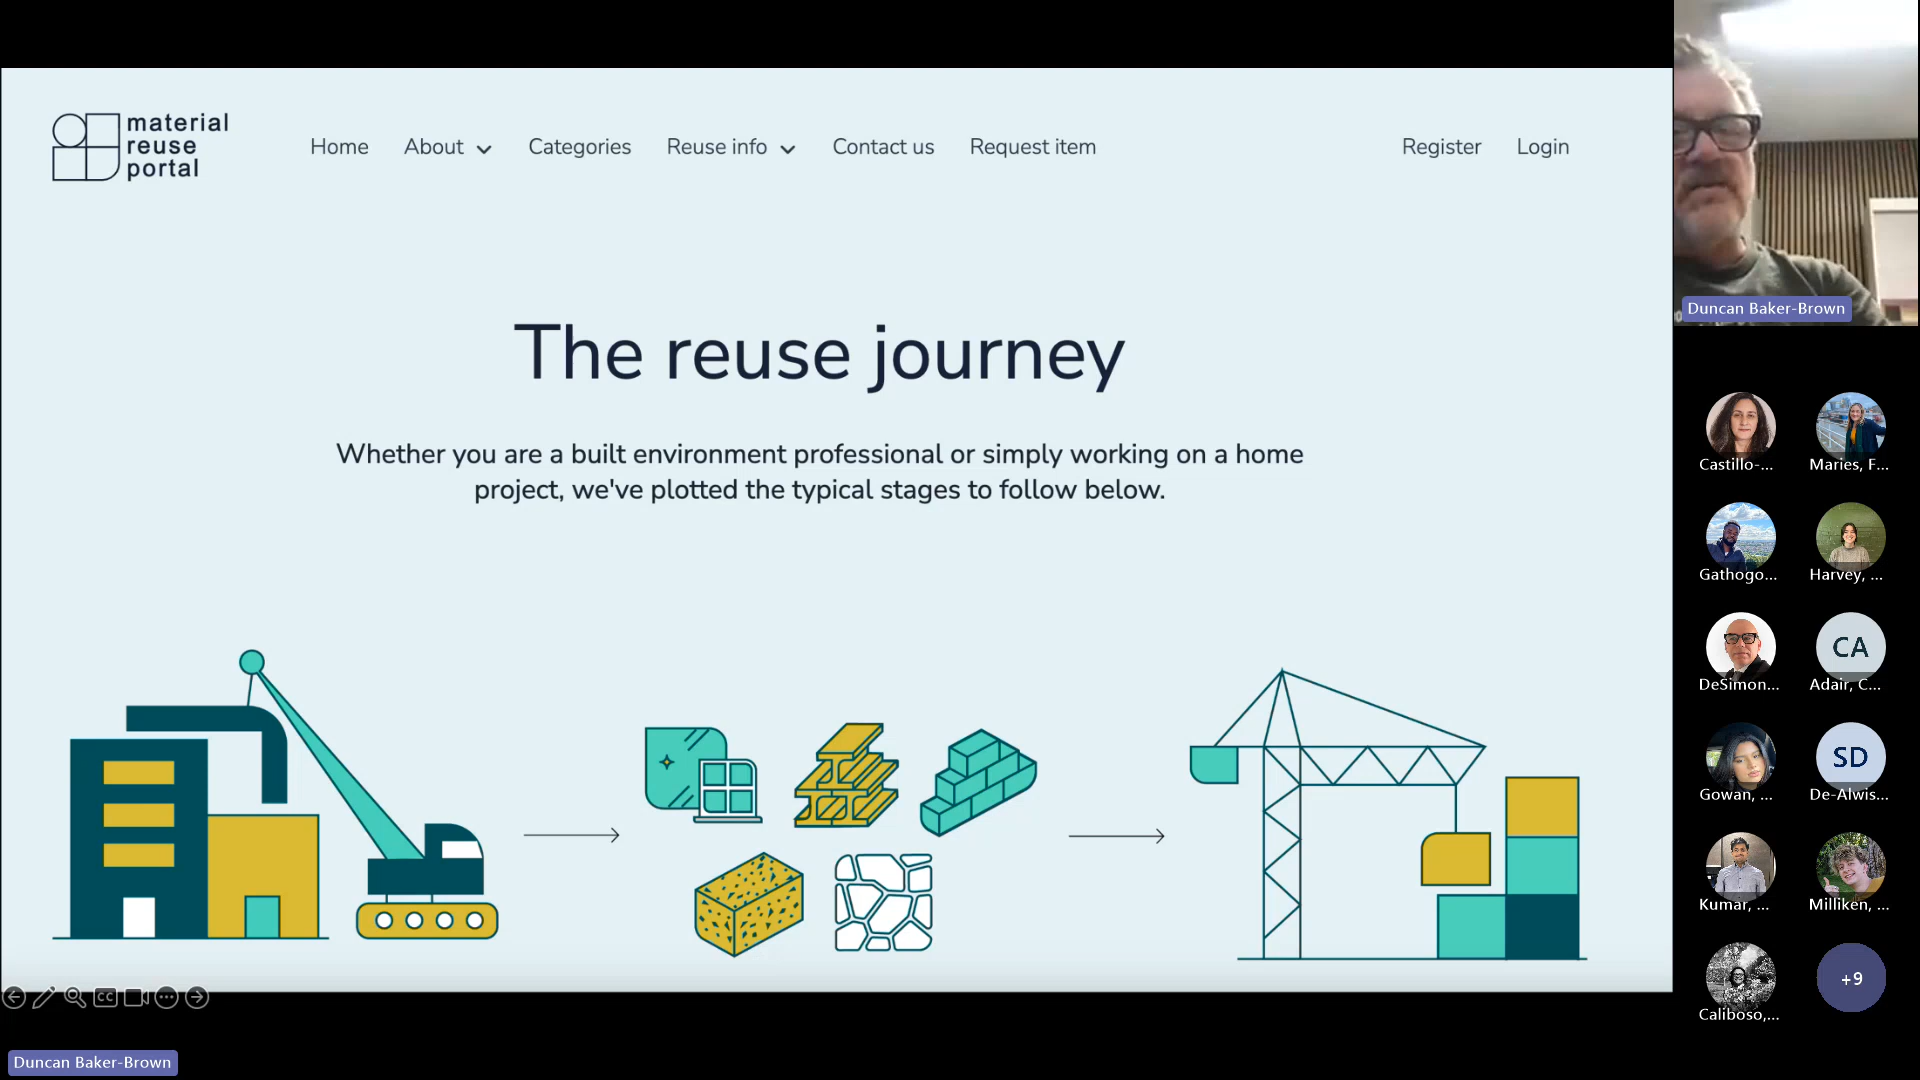 material
reuse
portal
Home
About
Categories
Reuse info
Contact us
Request item
Register
Login
The reuse journey
Whether you are a built environment professional or simply working on a home
project, we've plotted the typical stages to follow below.
CC
Duncan Baker-Brown
Duncan Baker-Brown
Castillo-...
Maries, F...
Gathogo...
Harvey, ...
DeSimon...
CA
Adair, C...
Gowan, ...
SD
De-Alwis...
Kumar, ...
Milliken, ...
Caliboso,...
+9